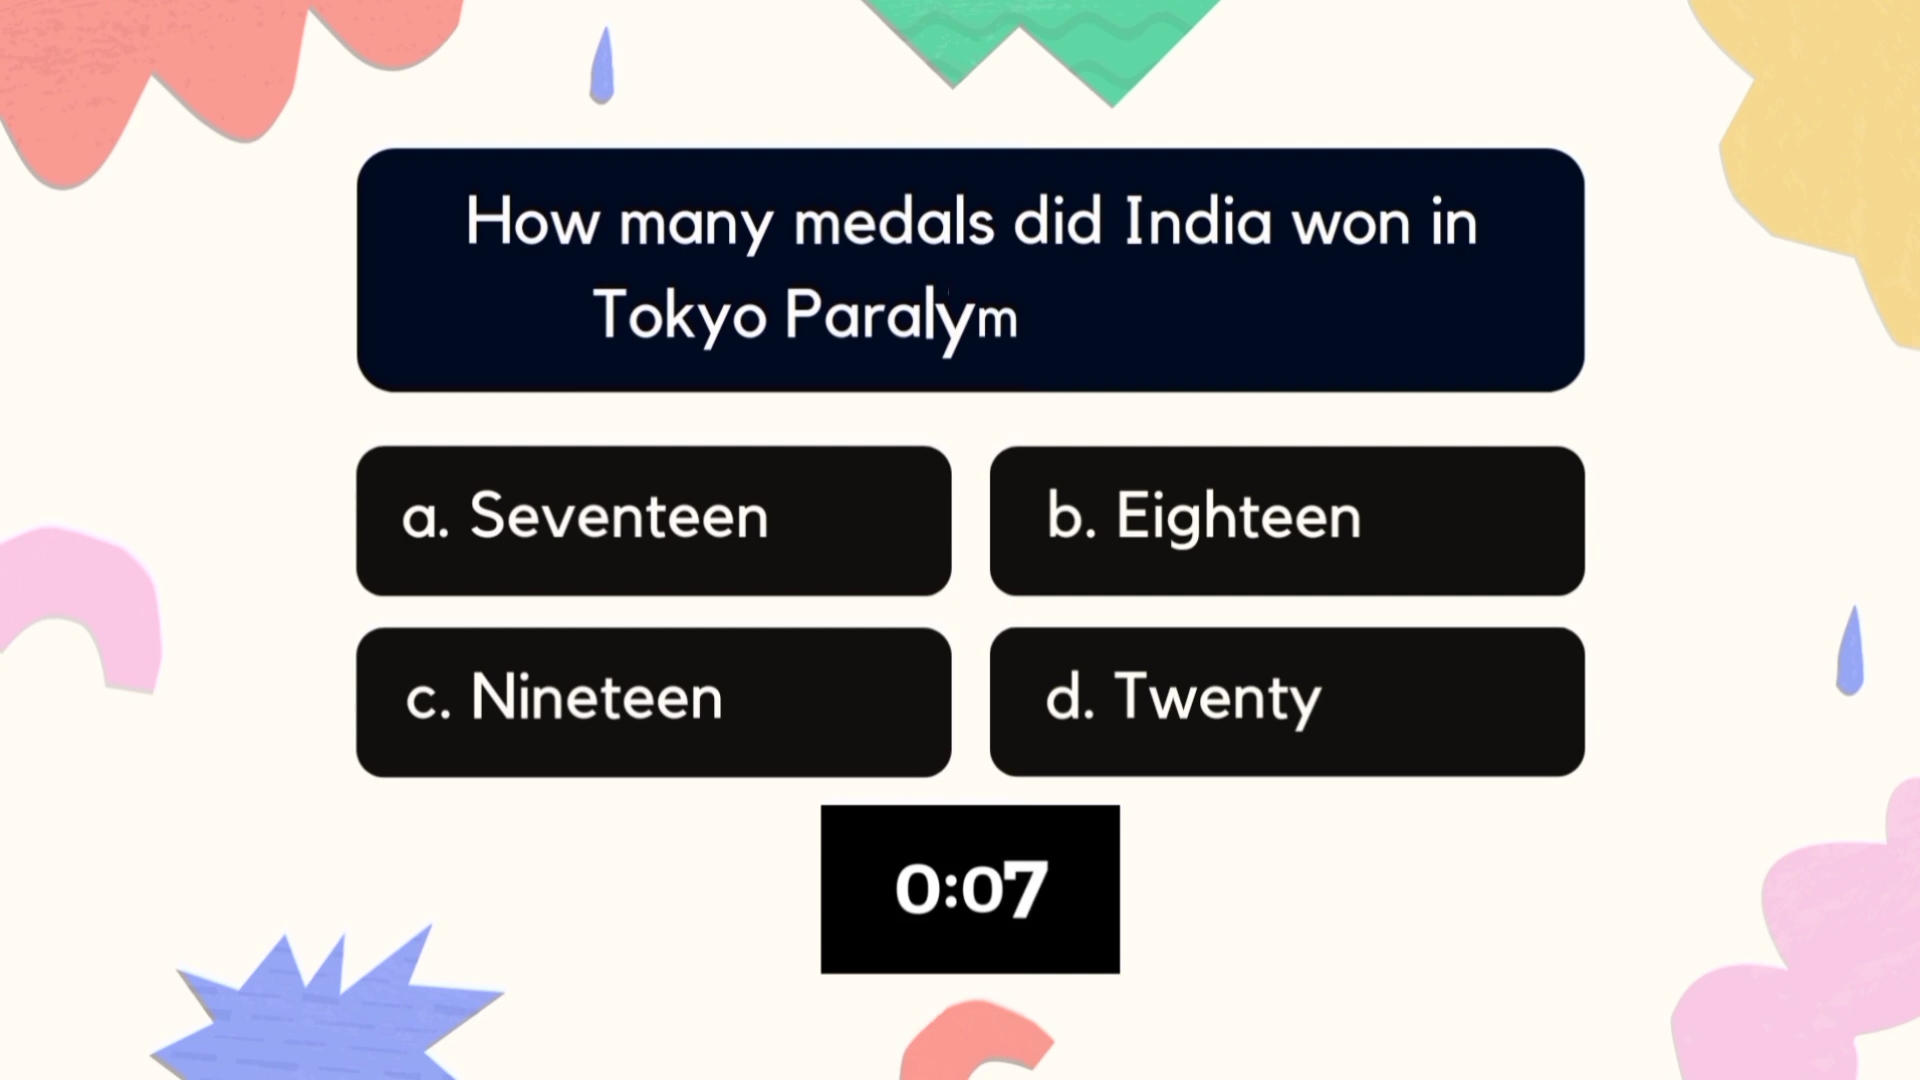 How many medals did India won in
Tokyo Paralym
a. Seventeen
b. Eighteen
c. Nineteen
d. Twenty
0:07